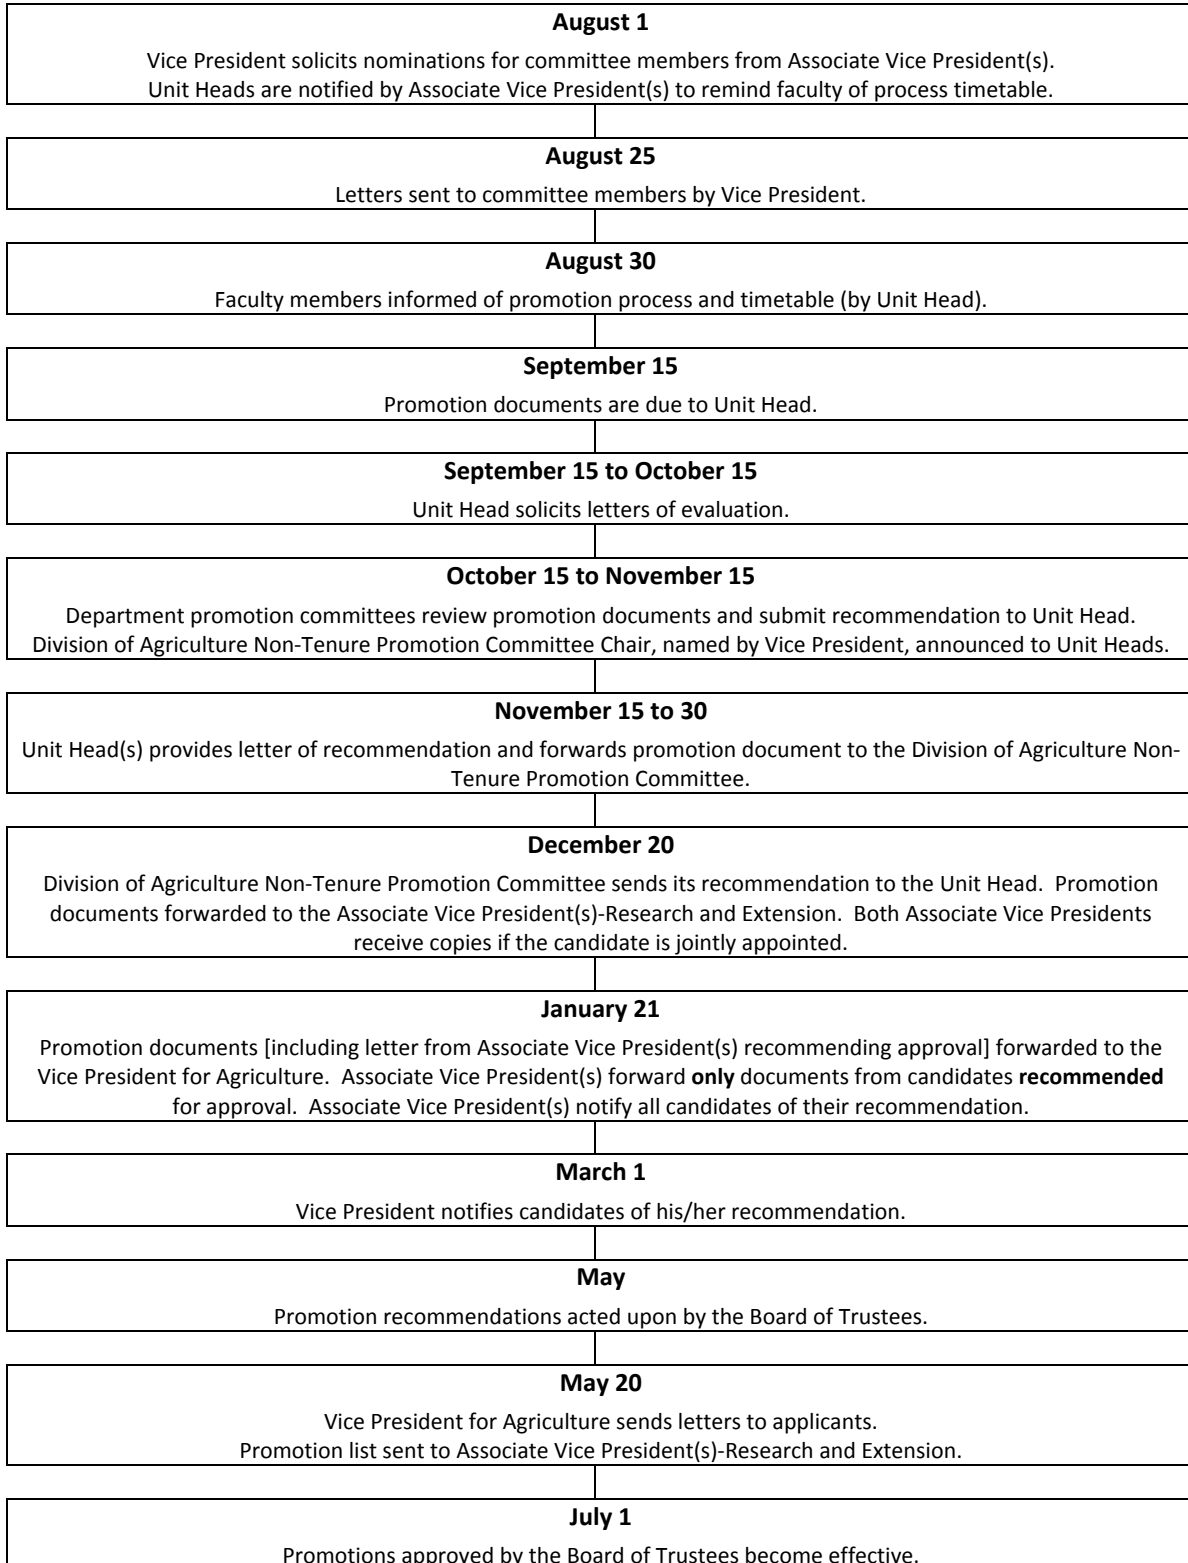 August 1
Vice President solicits nominations for committee members from Associate Vice President(s).
Unit Heads are notified by Associate Vice President(s) to remind faculty of process timetable.
August 25
Letters sent to committee members by Vice President.
August 30
Faculty members informed of promotion process and timetable (by Unit Head).
September 15
Promotion documents are due to Unit Head.
September 15 to October 15
Unit Head solicits letters of evaluation.
October 15 to November 15
Department promotion committees review promotion documents and submit recommendation to Unit Head.
Division of Agriculture Non-Tenure Promotion Committee Chair, named by Vice President, announced to Unit Heads.
November 15 to 30
Unit Head(s) provides letter of recommendation and forwards promotion document to the Division of Agriculture Non-
Tenure Promotion Committee.
December 20
Division of Agriculture Non-Tenure Promotion Committee sends its recommendation to the Unit Head.  Promotion
documents forwarded to the Associate Vice President(s)-Research and Extension.  Both Associate Vice Presidents
receive copies if the candidate is jointly appointed.
January 21
Promotion documents [including letter from Associate Vice President(s) recommending approval] forwarded to the
Vice President for Agriculture.  Associate Vice President(s) forward only documents from candidates recommended
for approval.  Associate Vice President(s) notify all candidates of their recommendation.
March 1
Vice President notifies candidates of his/her recommendation.
May
Promotion recommendations acted upon by the Board of Trustees.
May 20
Vice President for Agriculture sends letters to applicants.
Promotion list sent to Associate Vice President(s)-Research and Extension.
July 1
Promotions approved by the Board of Trustees become effective.